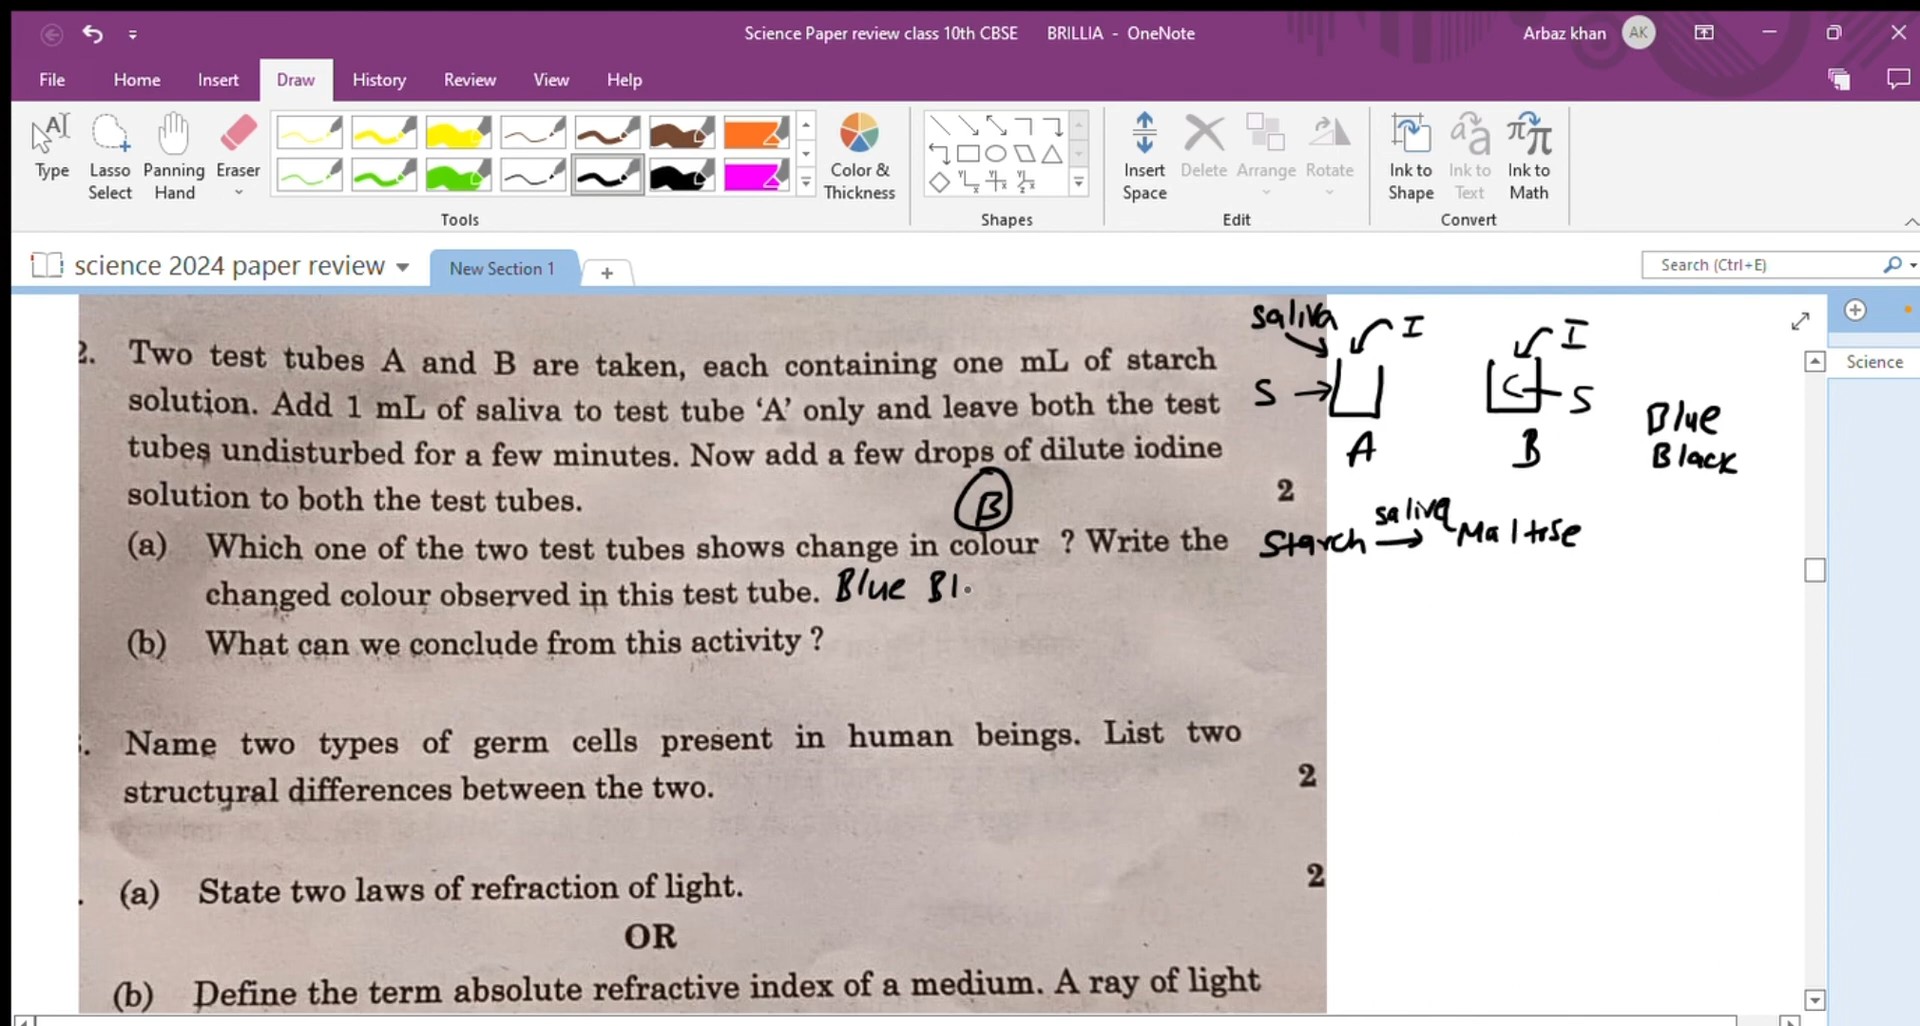 Science Paper review class 10th CBSE BRILLIA - OneNote
Arbaz khan AK
File Home Insert Draw History Review View Help
Type
Lasso Select
Panning Hand
Eraser
Color & Thickness
Insert Space
Delete
Arrange
Rotate
Ink to Shape
Ink to Text
Ink to Math
Tools Shapes Edit Convert
science 2024 paper review New Section 1 + Search (Ctrl+E)
Science
2. Two test tubes A and B are taken, each containing one mL of starch
solution. Add 1 mL of saliva to test tube ‘A’ only and leave both the test
tubes undisturbed for a few minutes. Now add a few drops of dilute iodine
solution to both the test tubes. 2
B
(a) Which one of the two test tubes shows change in colour ? Write the
changed colour observed in this test tube. Blue Bl
(b) What can we conclude from this activity ?
Name two types of germ cells present in human beings. List two
structural differences between the two. 2
(a) State two laws of refraction of light. 2
OR
(b) Define the term absolute refractive index of a medium. A ray of light
saliva I
S
A
I
S
B
Blue
Black
Starch saliva Maltse